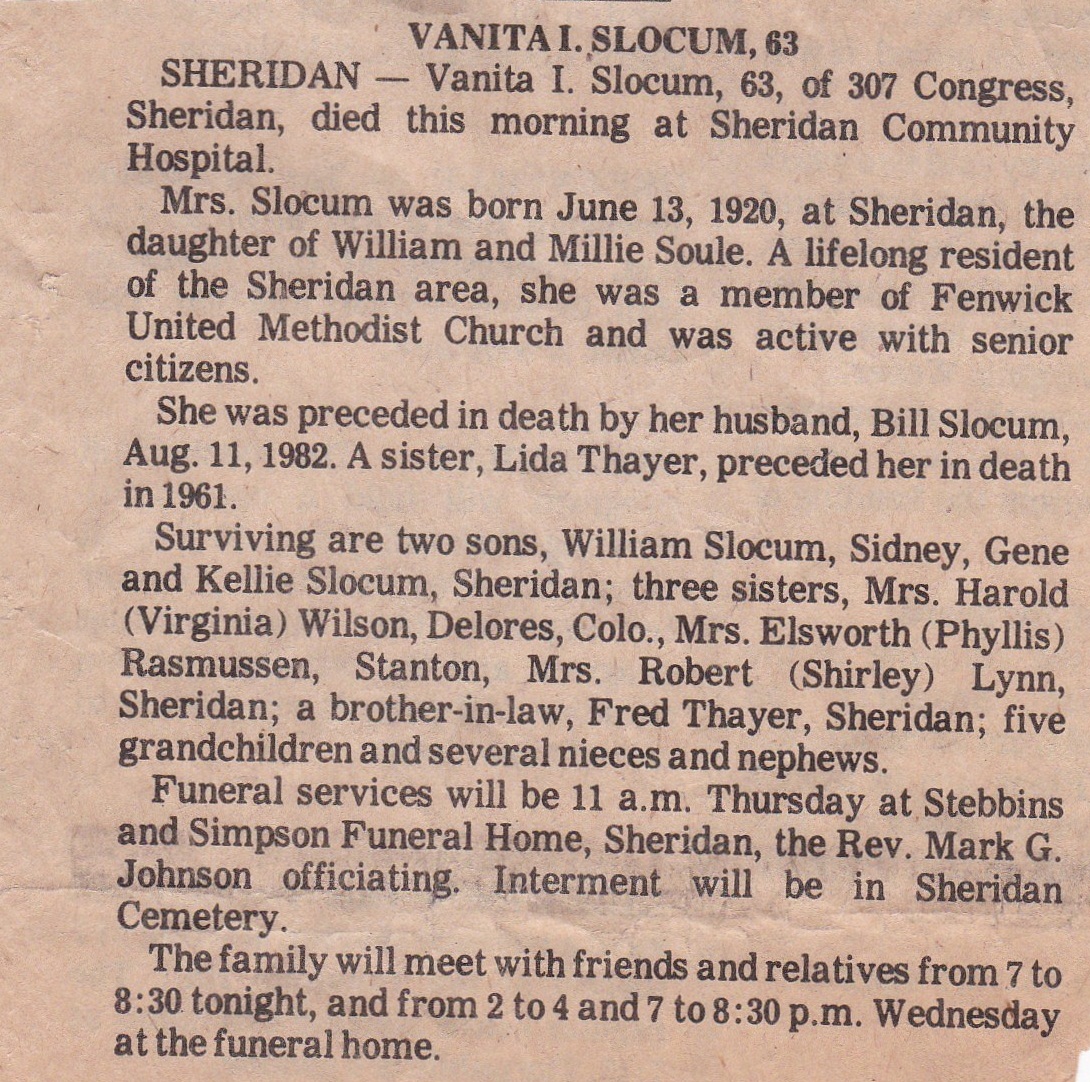 VANITA I. SLOCUM, 63
SHERIDAN — Vanita I. Slocum, 63, of 307 Congress,
Sheridan, died this morning at Sheridan Community
Hospital.
Mrs. Slocum was born June 13, 1920, at Sheridan, the
daughter of William and Millie Soule. A lifelong resident
of the Sheridan area, she was a member of Fenwick
United Methodist Church and was active with senior
citizens.
She was preceded in death by her husband, Bill Slocum,
Aug. 11, 1982. A sister, Lida Thayer, preceded her in death
in 1961.
Surviving are two sons, William Slocum, Sidney, Gene
and Kellie Slocum, Sheridan; three sisters, Mrs. Harold
(Virginia) Wilson, Delores, Colo., Mrs. Elsworth (Phyllis)
Rasmussen, Stanton, Mrs. Robert (Shirley) Lynn,
Sheridan; a brother-in-law, Fred Thayer, Sheridan; five
grandchildren and several nieces and nephews.
Funeral services will be 11 a.m. Thursday at Stebbins
and Simpson Funeral Home, Sheridan, the Rev. Mark G.
Johnson officiating. Interment will be in Sheridan
Cemetery.
The family will meet with friends and relatives from 7 to
8:30 tonight, and from 2 to 4 and 7 to 8:30 p.m. Wednesday
at the funeral home.